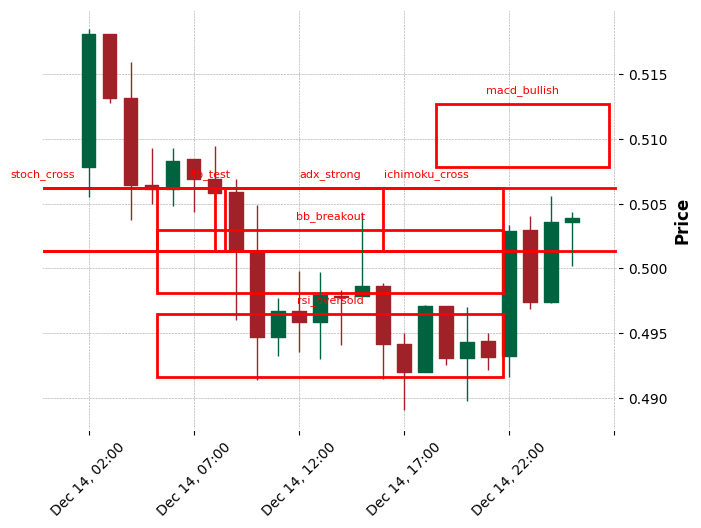 macd_bullish
stoch_cross
adx_strong
ichimoku_cross
bb_breakout
rsi_oversold
0.515
0.510
0.505
0.500
0.495
0.490
Price
Dec 14, 02:00
Dec 14, 07:00
Dec 14, 12:00
Dec 14, 17:00
Dec 14, 22:00